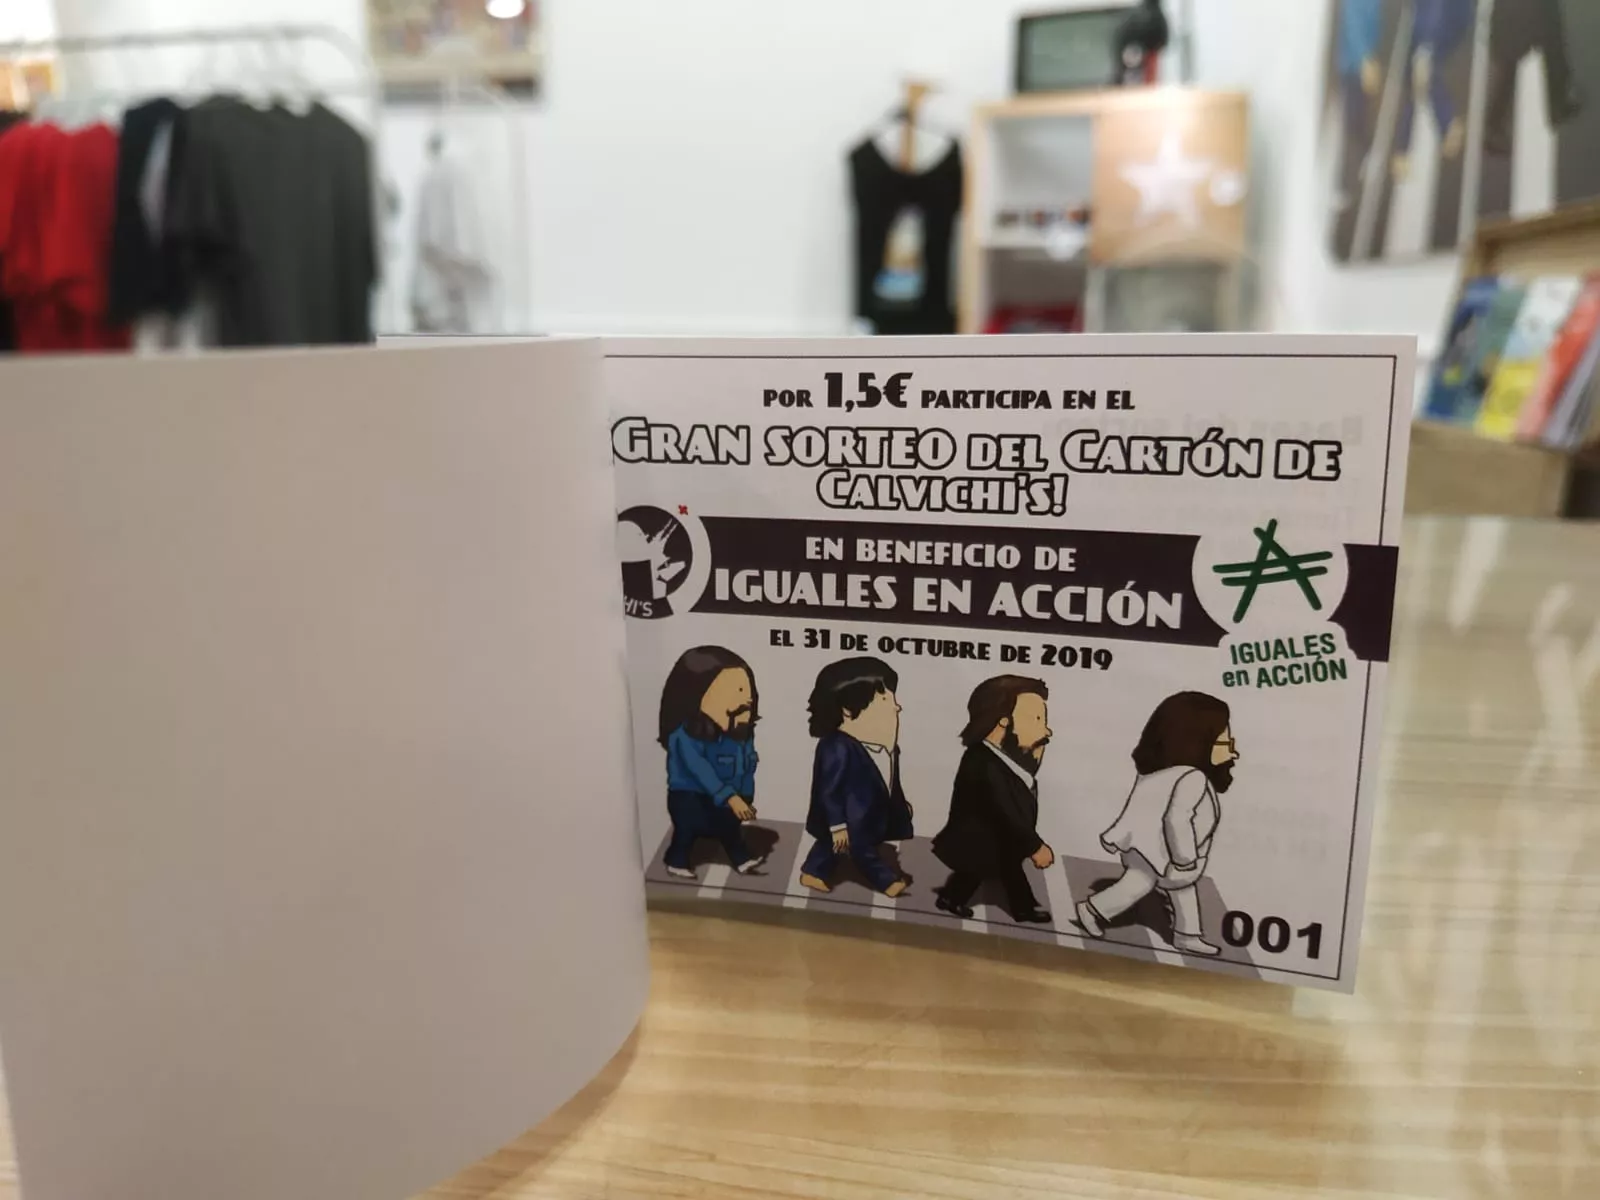 POR 1,5€ PARTICIPA EN EL
GRAN SORTEO DEL CARTÓN DE
CALVICHI'S!
EN BENEFICIO DE
IGUALES EN ACCIÓN
HI'S
EL 31 DE OCTUBRE DE 2019
IGUALES
en ACCIÓN
001